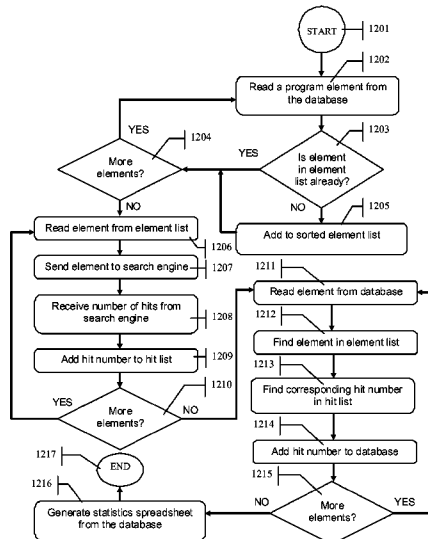 START
1201
1202
Read a program element from
the database
YES
1204
1203
More
elements?
YES
Is
element
in element
list already?
NO
NO
1205
Read element from element list
Add to sorted element list
1206
Send element to search engine
1207
1211
Read element from database
Receive number of hits from
search engine
1208
1212
Find element in element list
1213
Add hit number to hit list
1209
Find corresponding hit number
in hit list
1210
YES
More
elements?
NO
1214
Add hit number to database
1217
END
1215
1216
NO
More
elements?
YES
Generate statistics spreadsheet
from the database